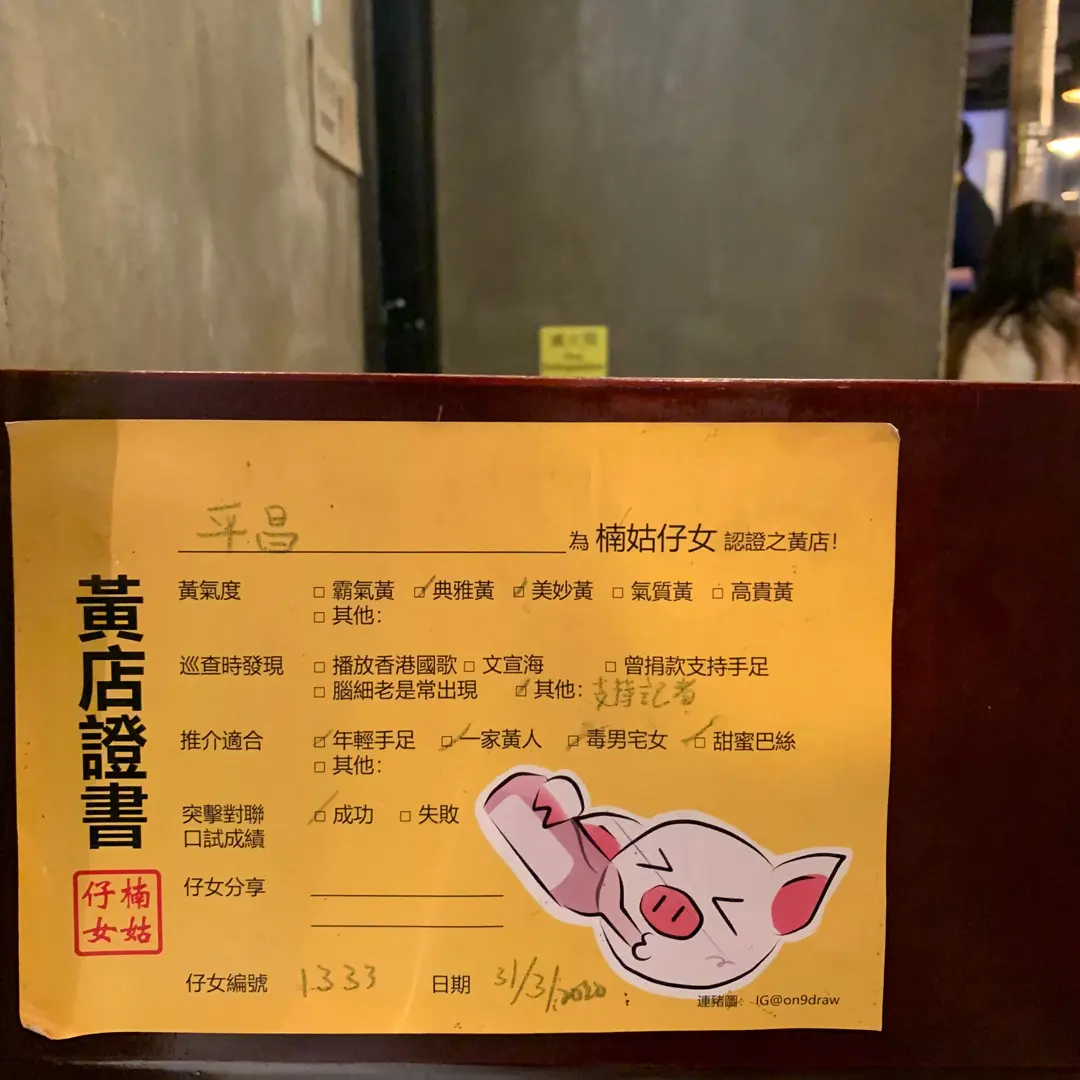 平昌 為 楠姑仔女 認證之黃店!
黃店證書
黃氣度 □ 霸氣黃 ☑ 典雅黃 ☑ 美妙黃 □ 氣質黃 □ 高貴黃
□ 其他:
巡查時發現 □ 播放香港國歌 □ 文宣海 □ 曾捐款支持手足
□ 腦細老是常出現 ☑ 其他: 支持記者
推介適合 ☑ 年輕手足 ☑ 一家黃人 ☑ 毒男宅女 ☑ 甜蜜巴絲
□ 其他:
突擊對聯 ☑ 成功 □ 失敗
口試成績
仔女分享
楠姑
仔女
仔女編號 1333 日期 31/3/2020
連豬圖: IG@on9draw